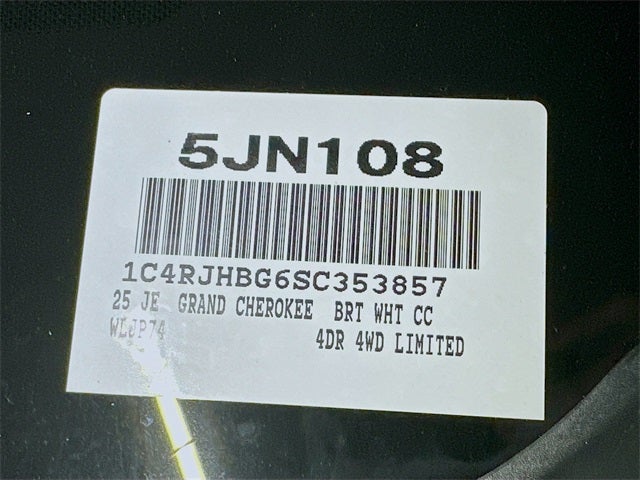 5JN108
1C4RJHBG6SC353857
25 JE GRAND CHEROKEE BRT WHT CC
WLJP74 4DR 4WD LIMITED